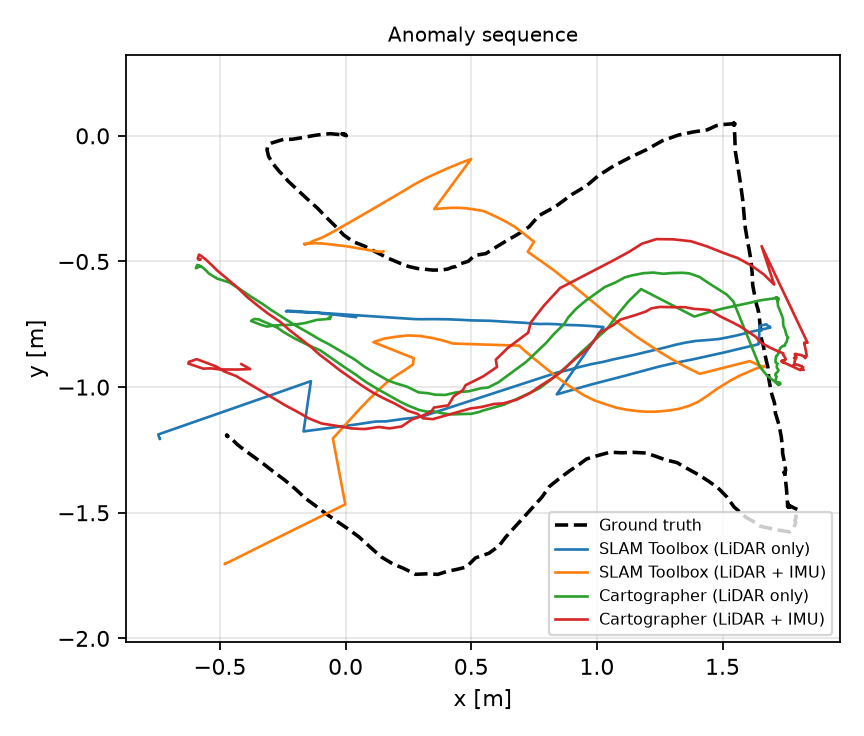 Anomaly sequence
0.0
−0.5
−1.0
−1.5
−2.0
y [m]
−0.5
0.0
0.5
1.0
1.5
x [m]
Ground truth
SLAM Toolbox (LiDAR only)
SLAM Toolbox (LiDAR + IMU)
Cartographer (LiDAR only)
Cartographer (LiDAR + IMU)